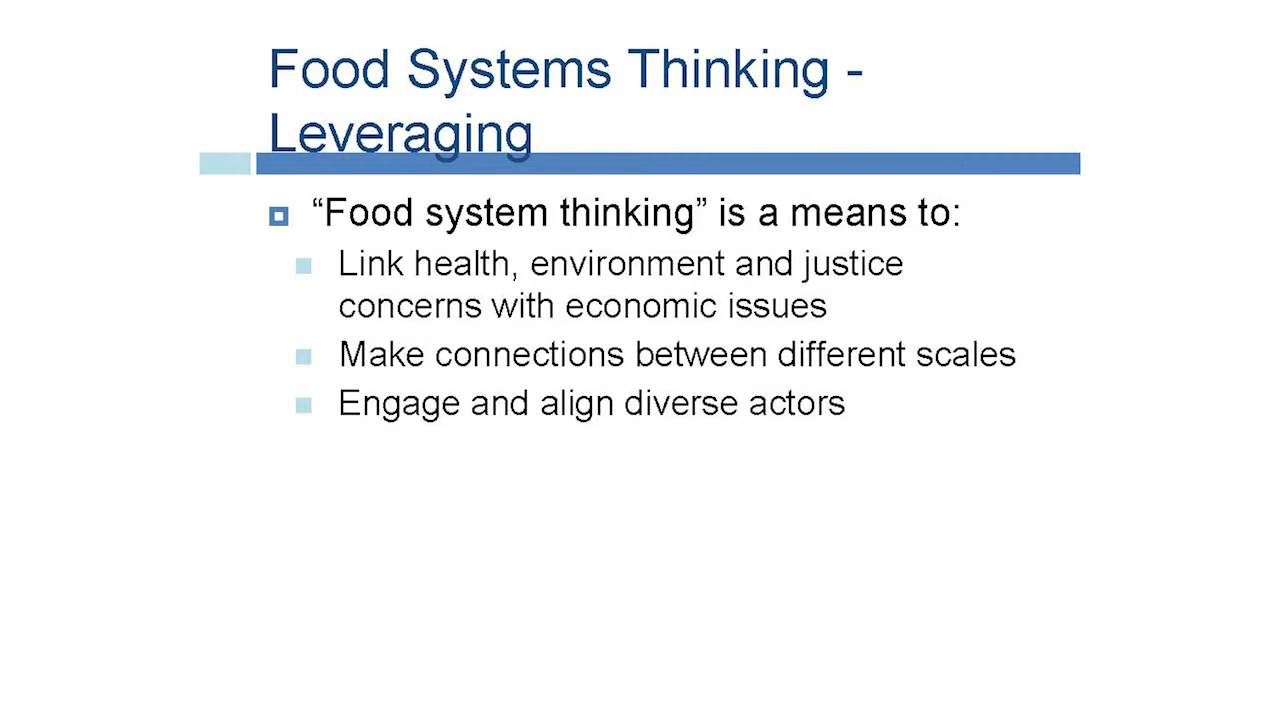 Food Systems Thinking -
Leveraging
“Food system thinking” is a means to:
Link health, environment and justice
concerns with economic issues
Make connections between different scales
Engage and align diverse actors